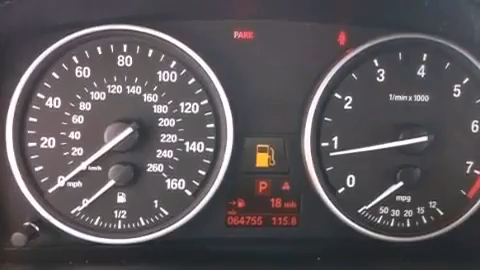 PARK
20 40 60 80 100 120 140 160
20 40 60 80 100 120 140 160 180 200 220 240 260
0 mph
km/h
1/2 1
0 1 2 3 4 5 6 7
1/min x 1000
mpg
50 30 20 15 12
P
18 mls
064755 115.8